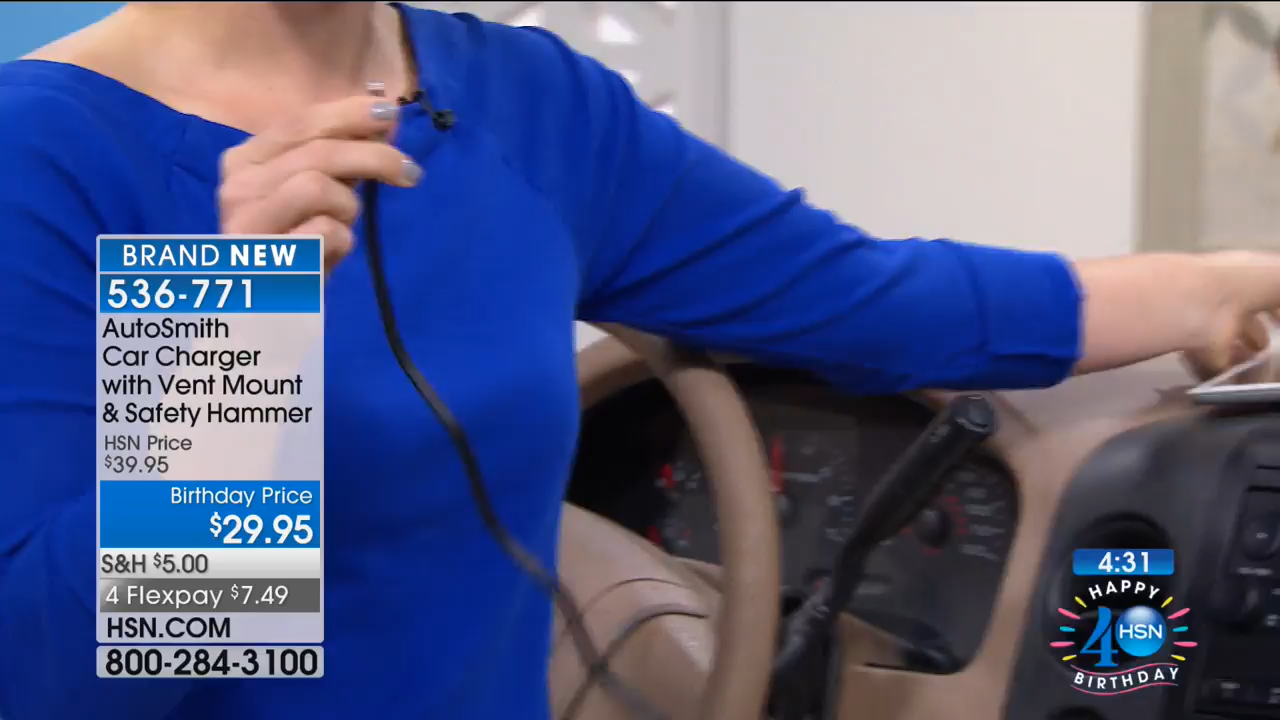 BRAND NEW
536-771
AutoSmith
Car Charger
with Vent Mount
& Safety Hammer
HSN Price
$39.95
Birthday Price
$29.95
S&H $5.00
4 Flexpay $7.49
HSN.COM
800-284-3100
4:31
HAPPY
40 HSN
BIRTHDAY